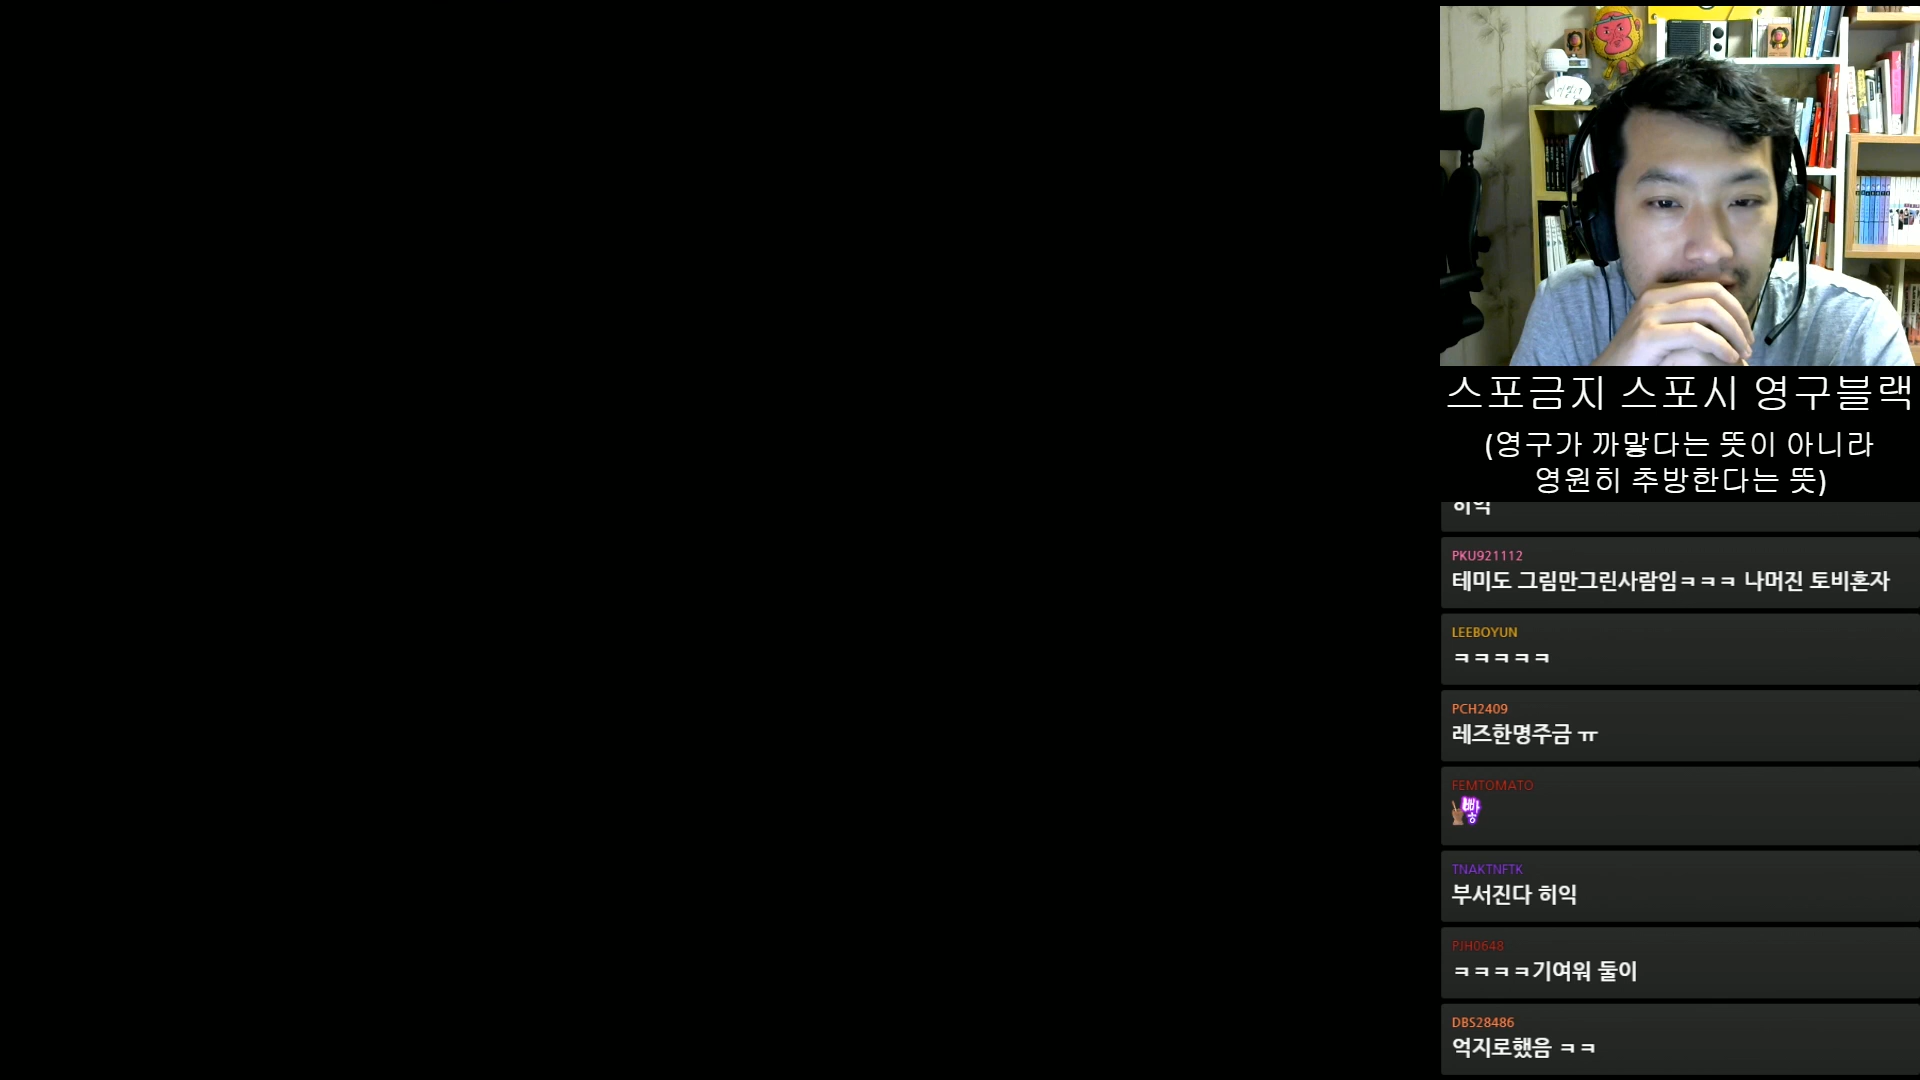 스포금지 스포시 영구블랙
(영구가 까맣다는 뜻이 아니라
영원히 추방한다는 뜻)
히익
PKU921112
테미도 그림만그린사람임ㅋㅋㅋ 나머진 토비혼자
LEEBOYUN
ㅋㅋㅋㅋㅋ
PCH2409
레즈한명주금 ㅠ
FEMTOMATO
빵
TNAKTNFTK
부서진다 히익
PJH0648
ㅋㅋㅋㅋ기여워 둘이
DBS28486
억지로했음 ㅋㅋ